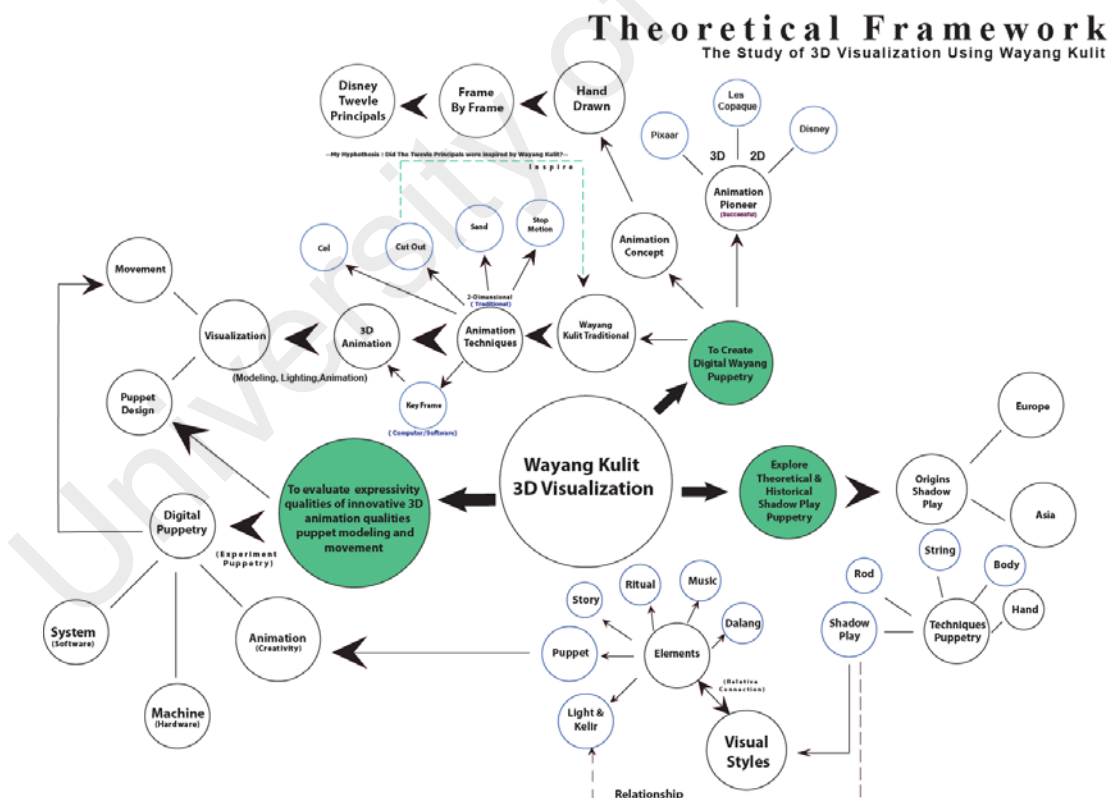 Theoretical Framework
The Study of 3D Visualization Using Wayang Kulit
Disney
Twevle
Principals
Frame
By Frame
Hand
Drawn
Les
Copaque
Pixaar
Disney
3D 2D
Animation
Pioneer
(Successful)
---My Hyphothesis : Did The Twevle Principals were inspired by Wayang Kulit?---
Inspire
Cel
Cut Out
Sand
Stop
Motion
Animation
Concept
Movement
Visualization
3D
Animation
2-Dimansional
( Traditional)
Animation
Techniques
Wayang
Kulit Traditional
To Create
Digital Wayang
Puppetry
(Modeling, Lighting,Animation)
Puppet
Design
Key Frame
( Computer/Software)
Europe
Wayang Kulit
3D Visualization
To evaluate expressivity
qualities of innovative 3D
animation qualities
puppet modeling and
movement
Explore
Theoretical &
Historical
Shadow Play
Puppetry
Origins
Shadow
Play
Asia
Digital
Puppetry
(Experiment
Puppetry)
String
Body
Rod
Hand
Techniques
Puppetry
Shadow
Play
Story
Ritual
Music
Dalang
Puppet
Elements
System
(Software)
Animation
(Creativity)
Machine
(Hardware)
(Relative
Connection)
Light &
Kelir
Visual
Styles
Relationship
University of